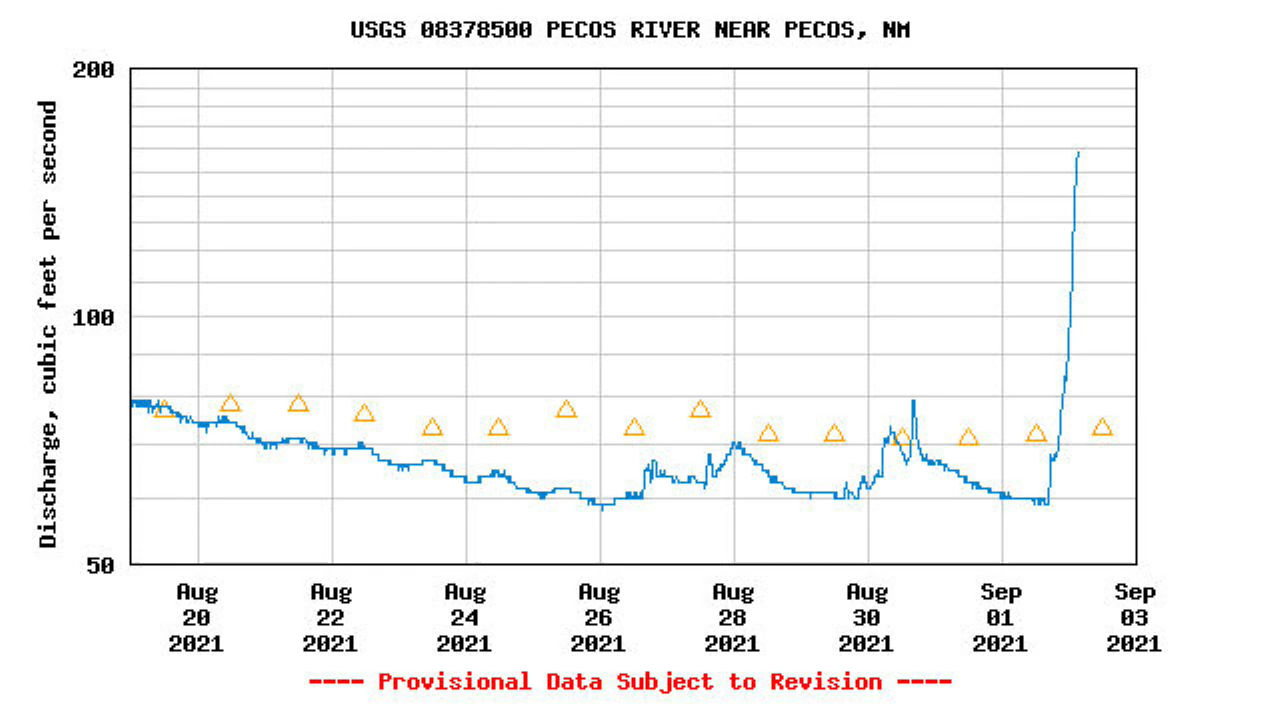 USGS 08378500 PECOS RIVER NEAR PECOS, NM
Discharge, cubic feet per second
200
100
50
Aug 20 2021
Aug 22 2021
Aug 24 2021
Aug 26 2021
Aug 28 2021
Aug 30 2021
Sep 01 2021
Sep 03 2021
---- Provisional Data Subject to Revision ----